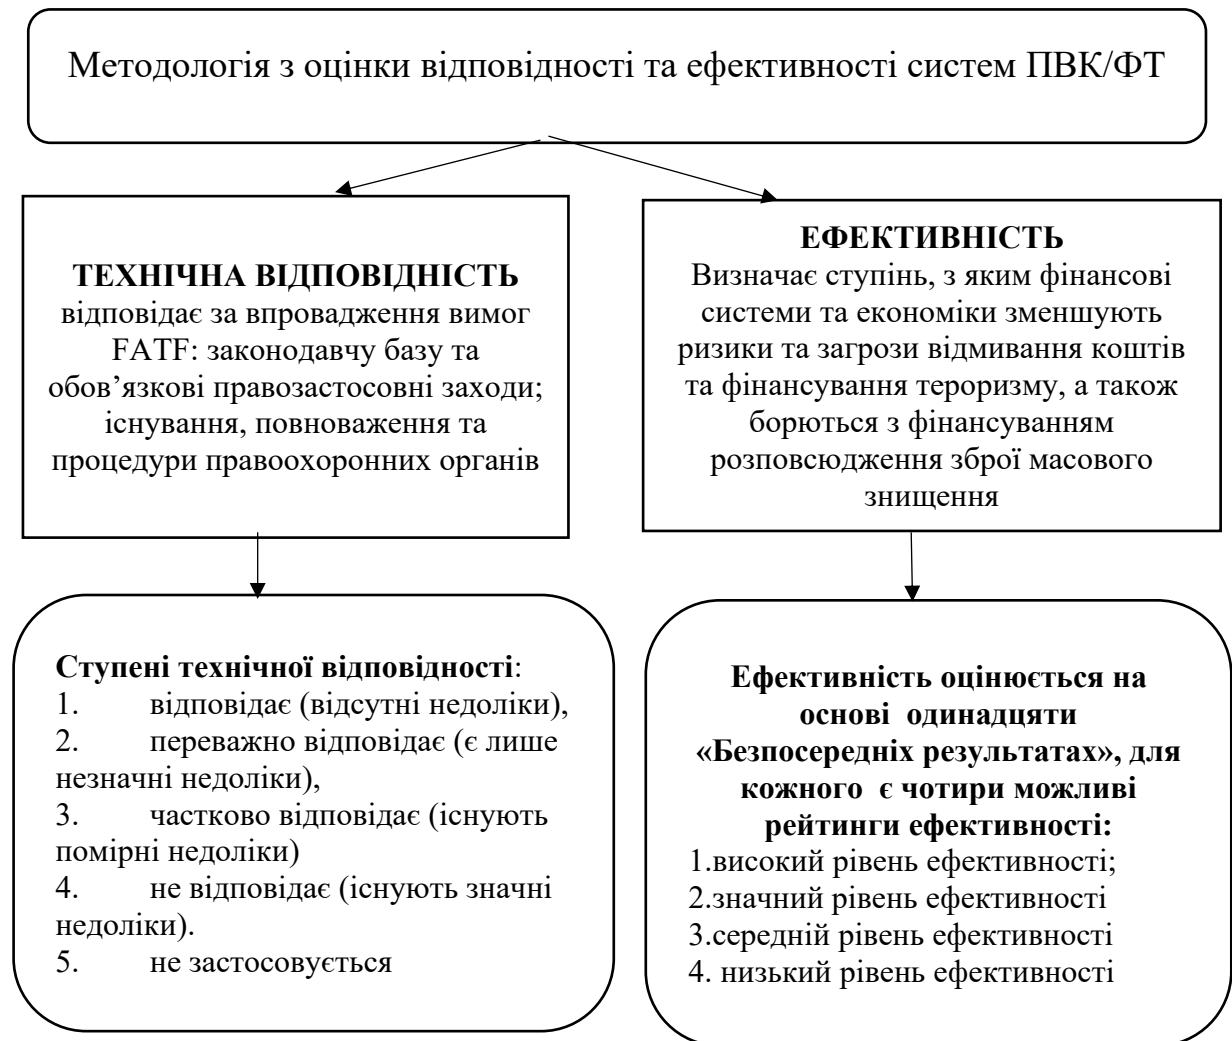 Методологія з оцінки відповідності та ефективності систем ПВК/ФТ
ТЕХНІЧНА ВІДПОВІДНІСТЬ
відповідає за впровадження вимог
FATF: законодавчу базу та
обов’язкові правозастосовні заходи;
існування, повноваження та
процедури правоохоронних органів
ЕФЕКТИВНІСТЬ
Визначає ступінь, з яким фінансові
системи та економіки зменшують
ризики та загрози відмивання коштів
та фінансування тероризму, а також
борються з фінансуванням
розповсюдження зброї масового
знищення
Ступені технічної відповідності:
1. відповідає (відсутні недоліки),
2. переважно відповідає (є лише
незначні недоліки),
3. частково відповідає (існують
помірні недоліки)
4. не відповідає (існують значні
недоліки).
5. не застосовується
Ефективність оцінюється на
основі одинадцяти
«Безпосередніх результатах», для
кожного є чотири можливі
рейтинги ефективності:
1.високий рівень ефективності;
2.значний рівень ефективності
3.середній рівень ефективності
4. низький рівень ефективності